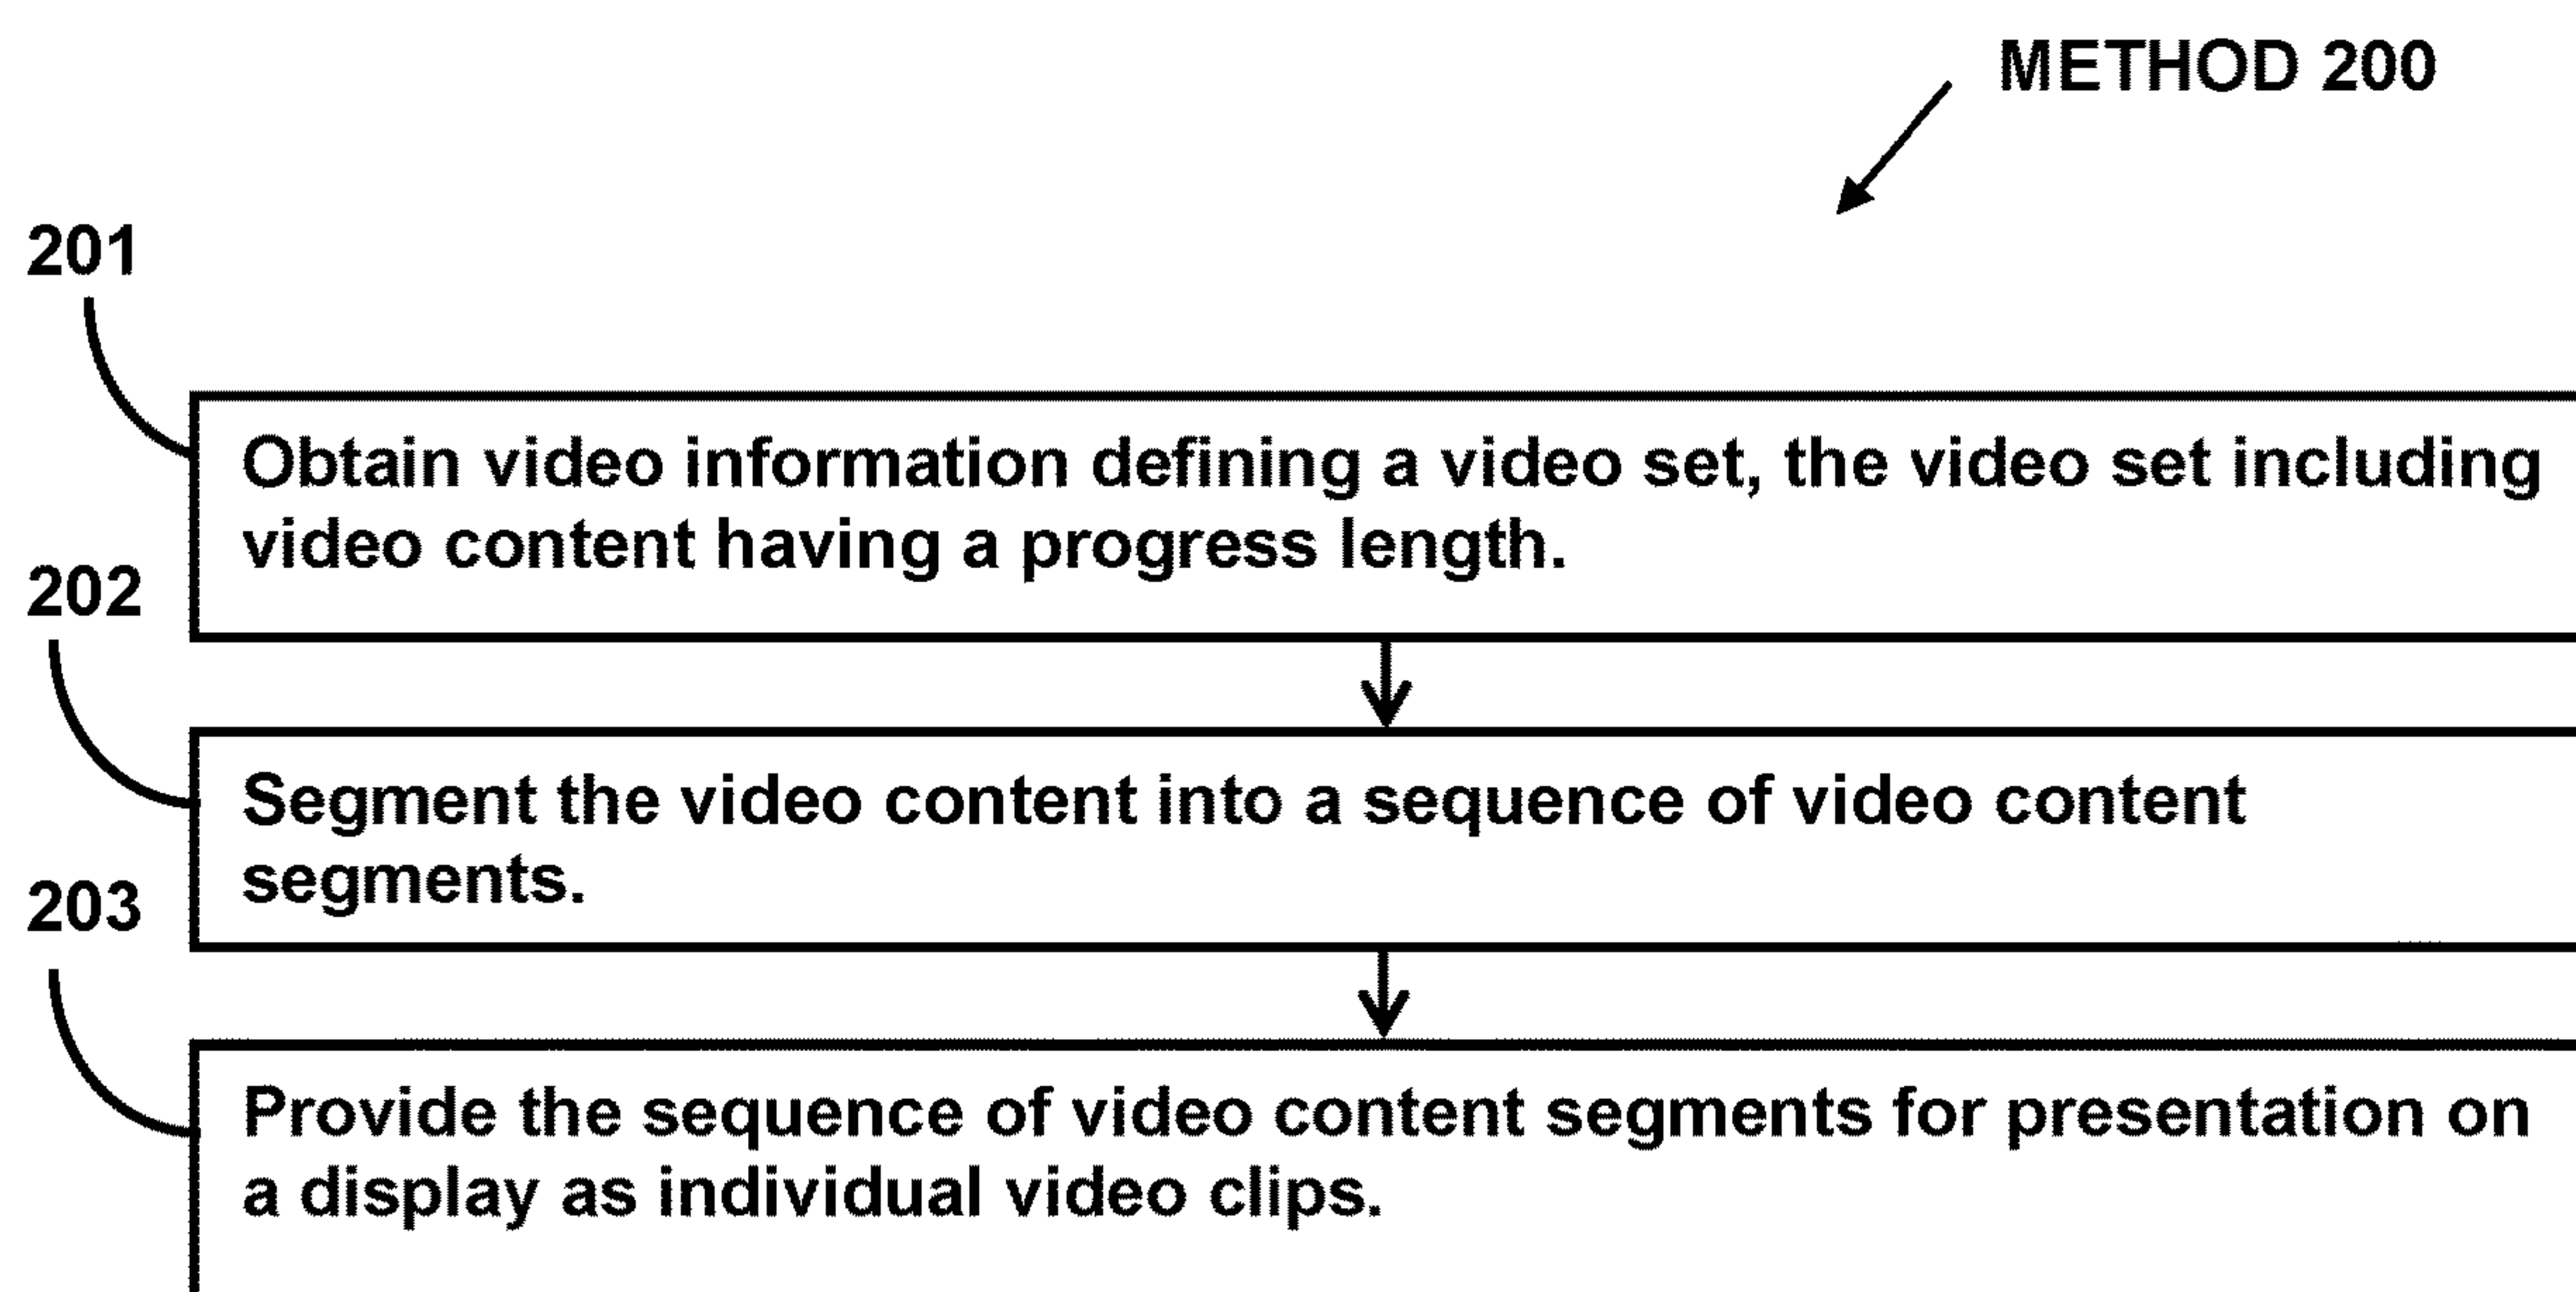 METHOD 200
201
Obtain video information defining a video set, the video set including
video content having a progress length.
202
Segment the video content into a sequence of video content
segments.
203
Provide the sequence of video content segments for presentation on
a display as individual video clips.